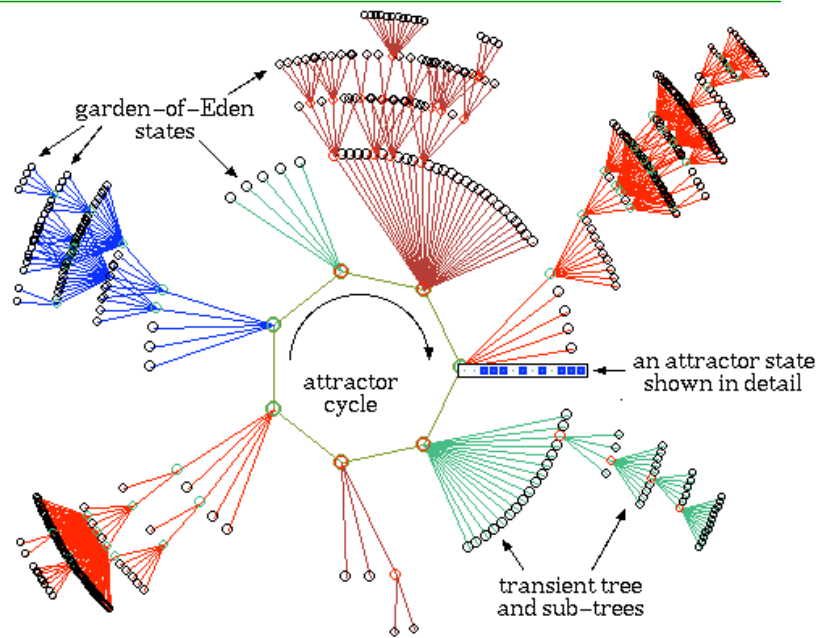 garden-of-Eden
states
attractor
cycle
an attractor state
shown in detail
transient tree
and sub-trees